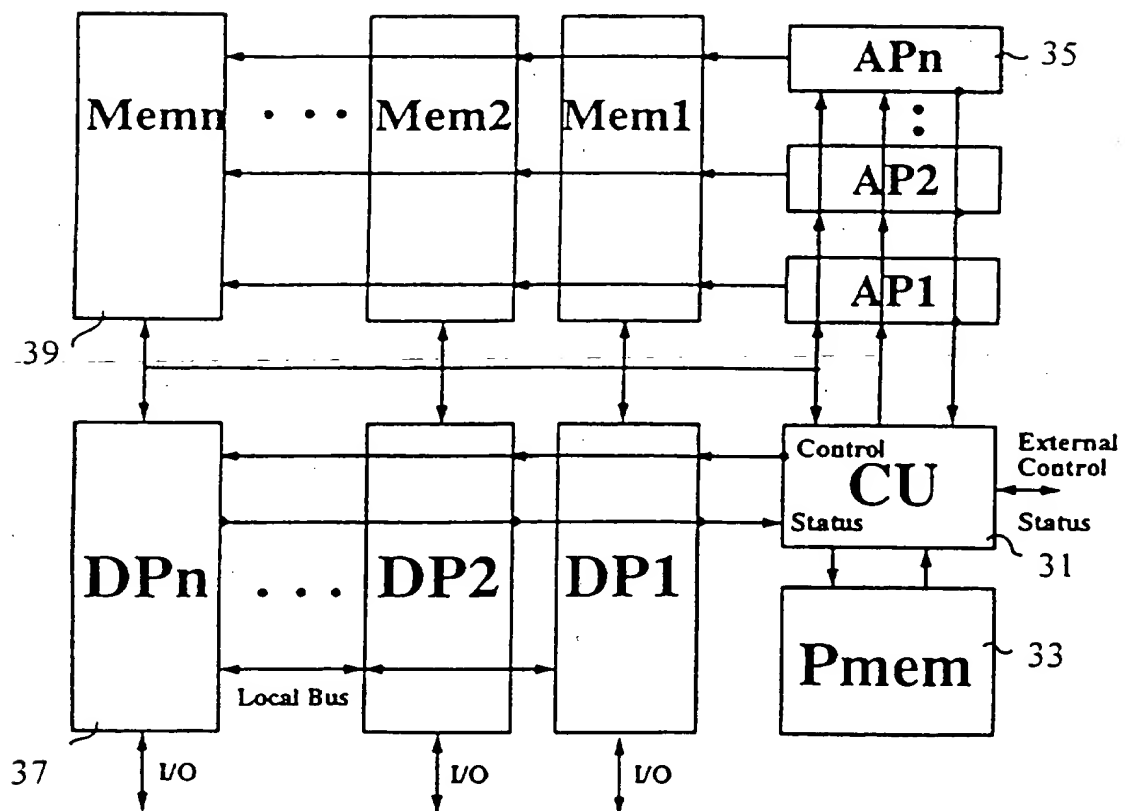 APn
35
Memn
. . .
Mem2
Mem1
AP2
AP1
39
Control
External
Control
CU
Status
Status
31
DPn
. . .
DP2
DP1
Pmem
33
Local Bus
37
I/O
I/O
I/O